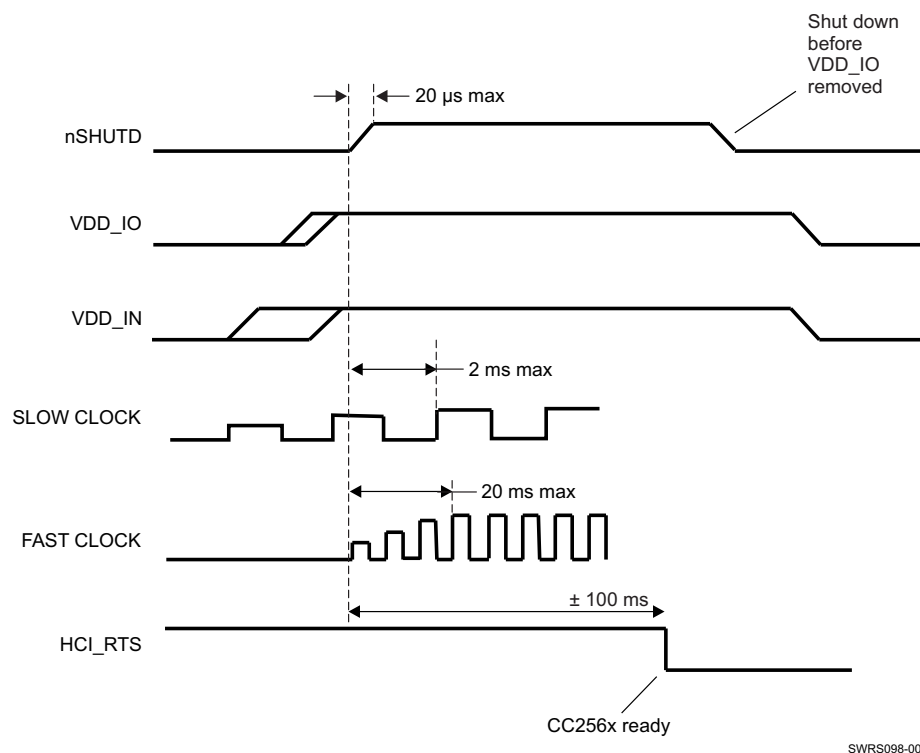 Shut down
before
VDD_IO
removed
20 µs max
nSHUTD
VDD_IO
VDD_IN
2 ms max
SLOW CLOCK
20 ms max
FAST CLOCK
± 100 ms
HCI_RTS
CC256x ready